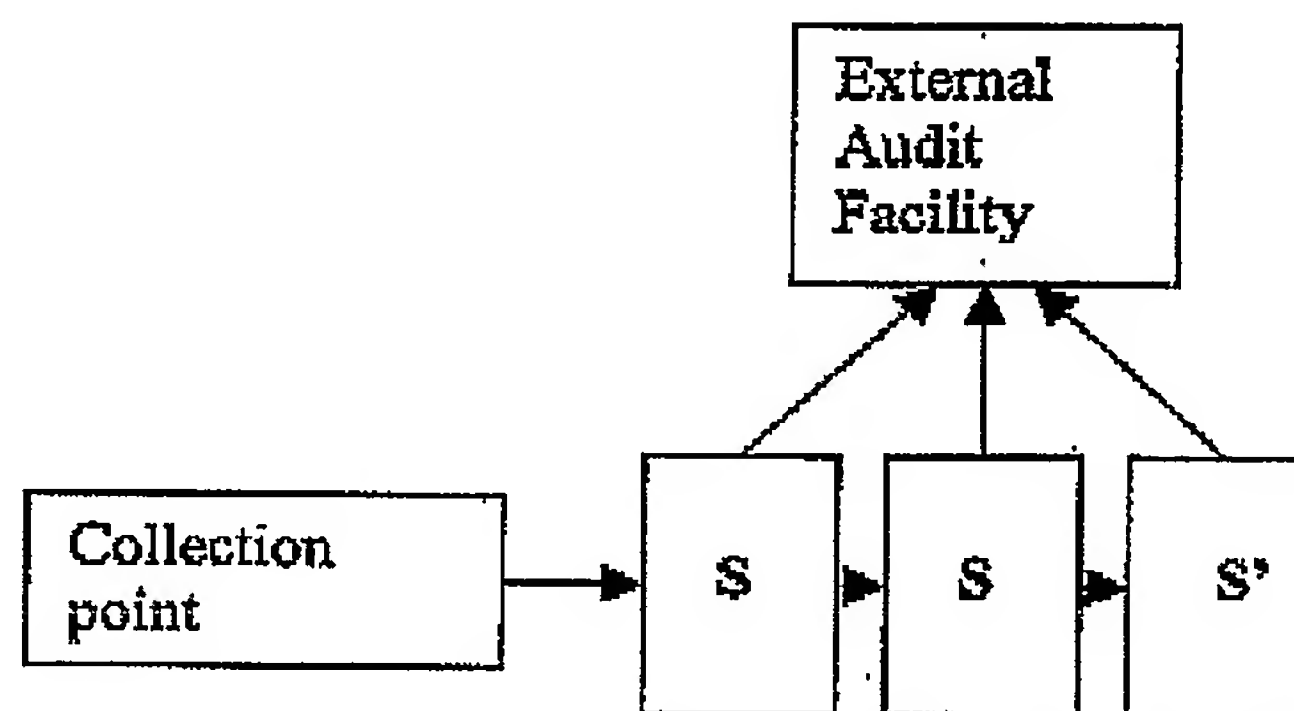 External
Audit
Facility
Collection
point
S
S
S'